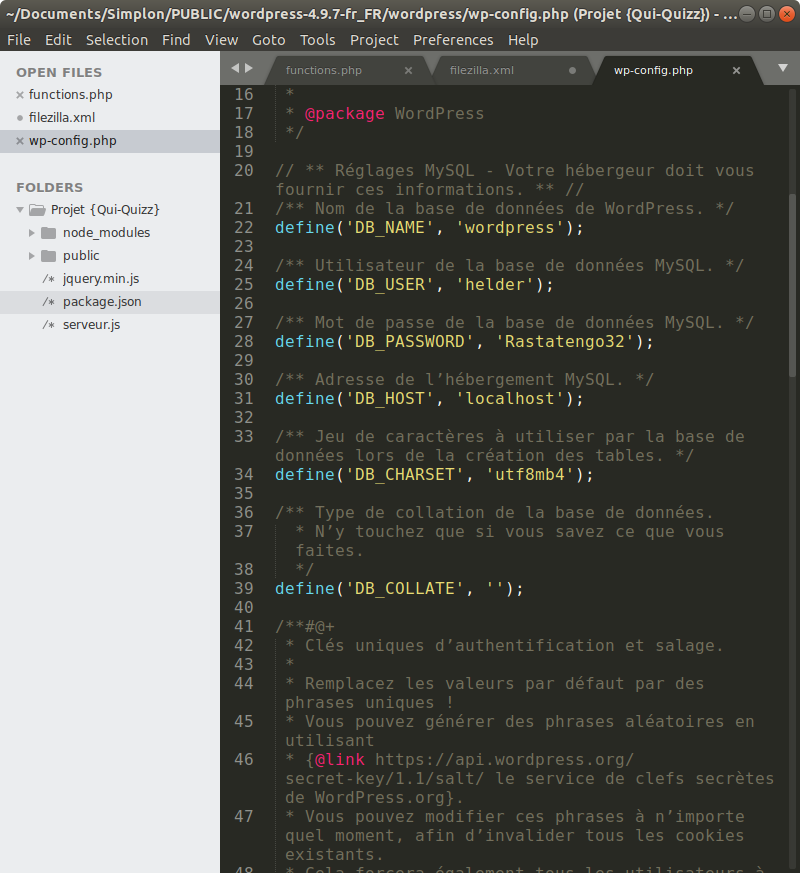 ~/Documents/Simplon/PUBLIC/wordpress-4.9.7-fr_FR/wordpress/wp-config.php (Projet {Qui-Quizz}) - ...
File Edit Selection Find View Goto Tools Project Preferences Help
OPEN FILES
functions.php
filezilla.xml
wp-config.php
FOLDERS
Projet {Qui-Quizz}
node_modules
public
/* jquery.min.js
/* package.json
/* serveur.js
functions.php filezilla.xml wp-config.php
16 *
17 * @package WordPress
18 */
19
20 // ** Réglages MySQL - Votre hébergeur doit vous
fournir ces informations. ** //
21 /** Nom de la base de données de WordPress. */
22 define('DB_NAME', 'wordpress');
23
24 /** Utilisateur de la base de données MySQL. */
25 define('DB_USER', 'helder');
26
27 /** Mot de passe de la base de données MySQL. */
28 define('DB_PASSWORD', 'Rastatengo32');
29
30 /** Adresse de l’hébergement MySQL. */
31 define('DB_HOST', 'localhost');
32
33 /** Jeu de caractères à utiliser par la base de
données lors de la création des tables. */
34 define('DB_CHARSET', 'utf8mb4');
35
36 /** Type de collation de la base de données.
37 * N’y touchez que si vous savez ce que vous
faites.
38 */
39 define('DB_COLLATE', '');
40
41 /**#@+
42 * Clés uniques d’authentification et salage.
43 *
44 * Remplacez les valeurs par défaut par des
phrases uniques !
45 * Vous pouvez générer des phrases aléatoires en
utilisant
46 * {@link https://api.wordpress.org/
secret-key/1.1/salt/ le service de clefs secrètes
de WordPress.org}.
47 * Vous pouvez modifier ces phrases à n’importe
quel moment, afin d’invalider tous les cookies
existants.
48 * Cela forcera également tous les utilisateurs à